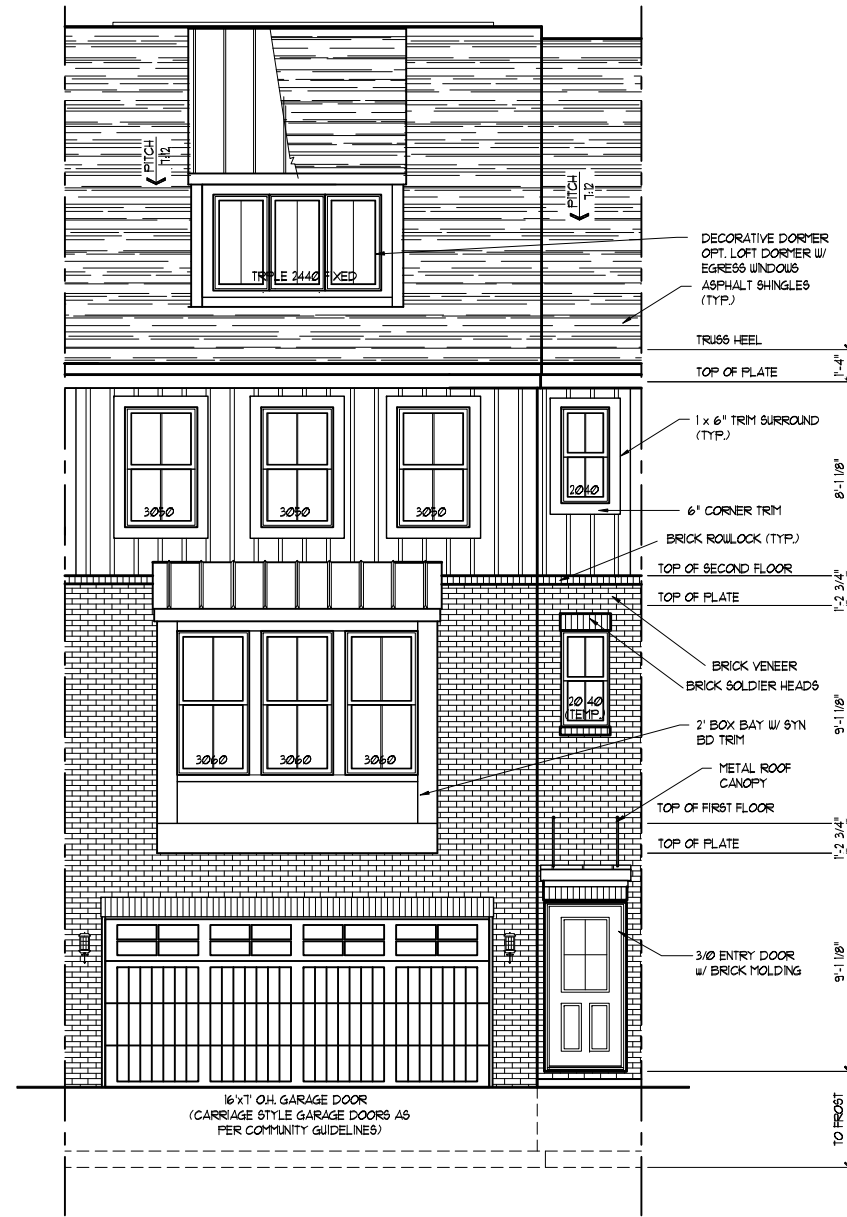 PITCH
7:12
PITCH
7:12
TRIPLE 2440 FIXED
DECORATIVE DORMER
OPT. LOFT DORMER W/
EGRESS WINDOWS
ASPHALT SHINGLES
(TYP.)
TRUSS HEEL
1'-4"
TOP OF PLATE
1 x 6" TRIM SURROUND
(TYP.)
8'-1 1/8"
3050
3050
3050
2040
6" CORNER TRIM
BRICK ROWLOCK (TYP.)
TOP OF SECOND FLOOR
1'-2 3/4"
TOP OF PLATE
BRICK VENEER
BRICK SOLDIER HEADS
20 40
(TEMP.)
9'-1 1/8"
2' BOX BAY W/ SYN
BD TRIM
3060
3060
3060
METAL ROOF
CANOPY
TOP OF FIRST FLOOR
1'-2 3/4"
TOP OF PLATE
3/0 ENTRY DOOR
W/ BRICK MOLDING
9'-1 1/8"
16'x7' O.H. GARAGE DOOR
(CARRIAGE STYLE GARAGE DOORS AS
PER COMMUNITY GUIDELINES)
TO FROST